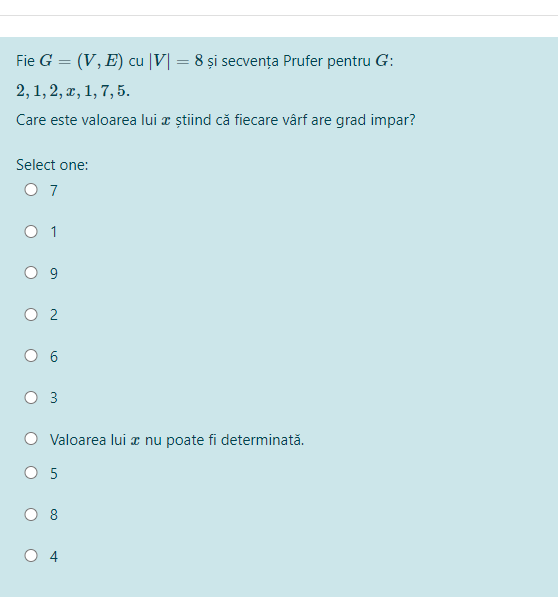 Fie G = (V, E) cu |V| = 8 și secvența Prufer pentru G:
2, 1, 2, x, 1, 7, 5.
Care este valoarea lui x știind că fiecare vârf are grad impar?
Select one:
7
1
9
2
6
3
Valoarea lui x nu poate fi determinată.
5
8
4